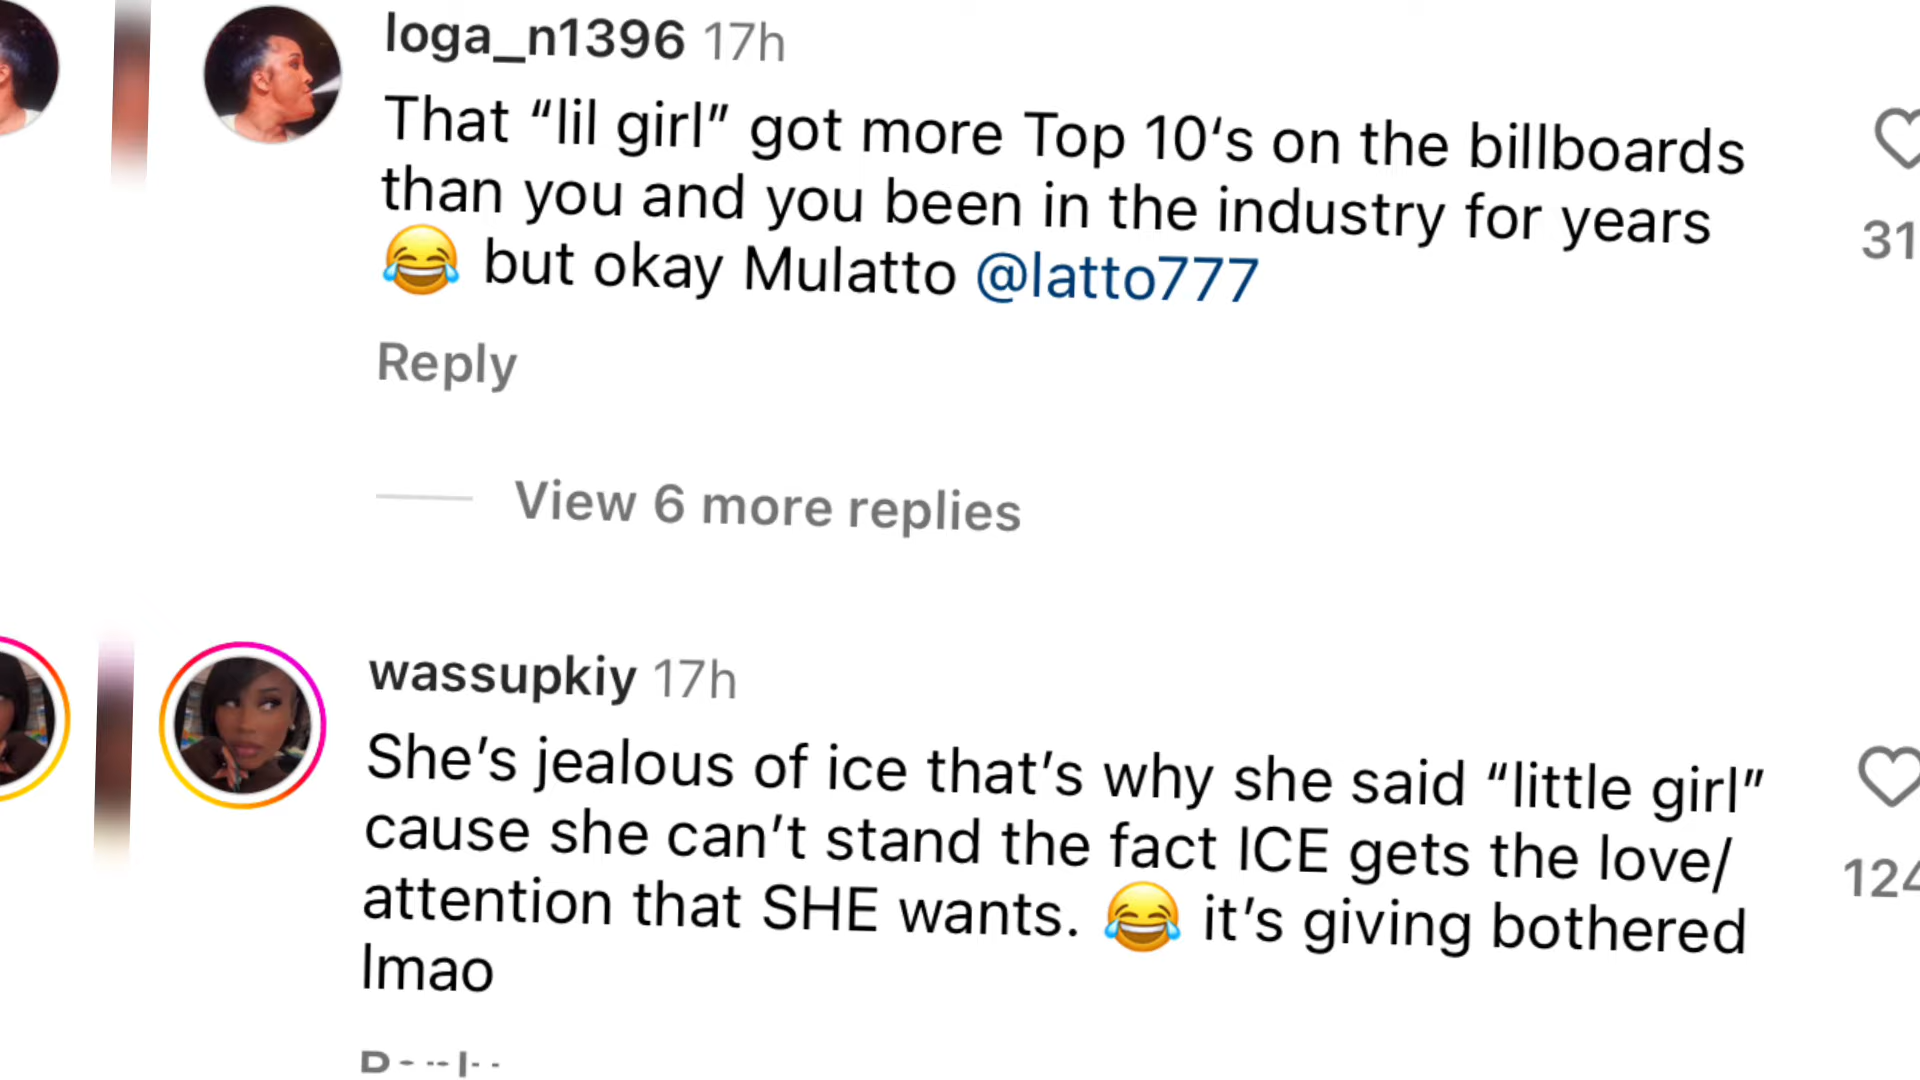 loga_n1396 17h
That “lil girl” got more Top 10‘s on the billboards
than you and you been in the industry for years
😂 but okay Mulatto @latto777
31
Reply
View 6 more replies
wassupkiy 17h
She’s jealous of ice that’s why she said “little girl”
cause she can’t stand the fact ICE gets the love/
attention that SHE wants. 😂 it’s giving bothered
lmao
124